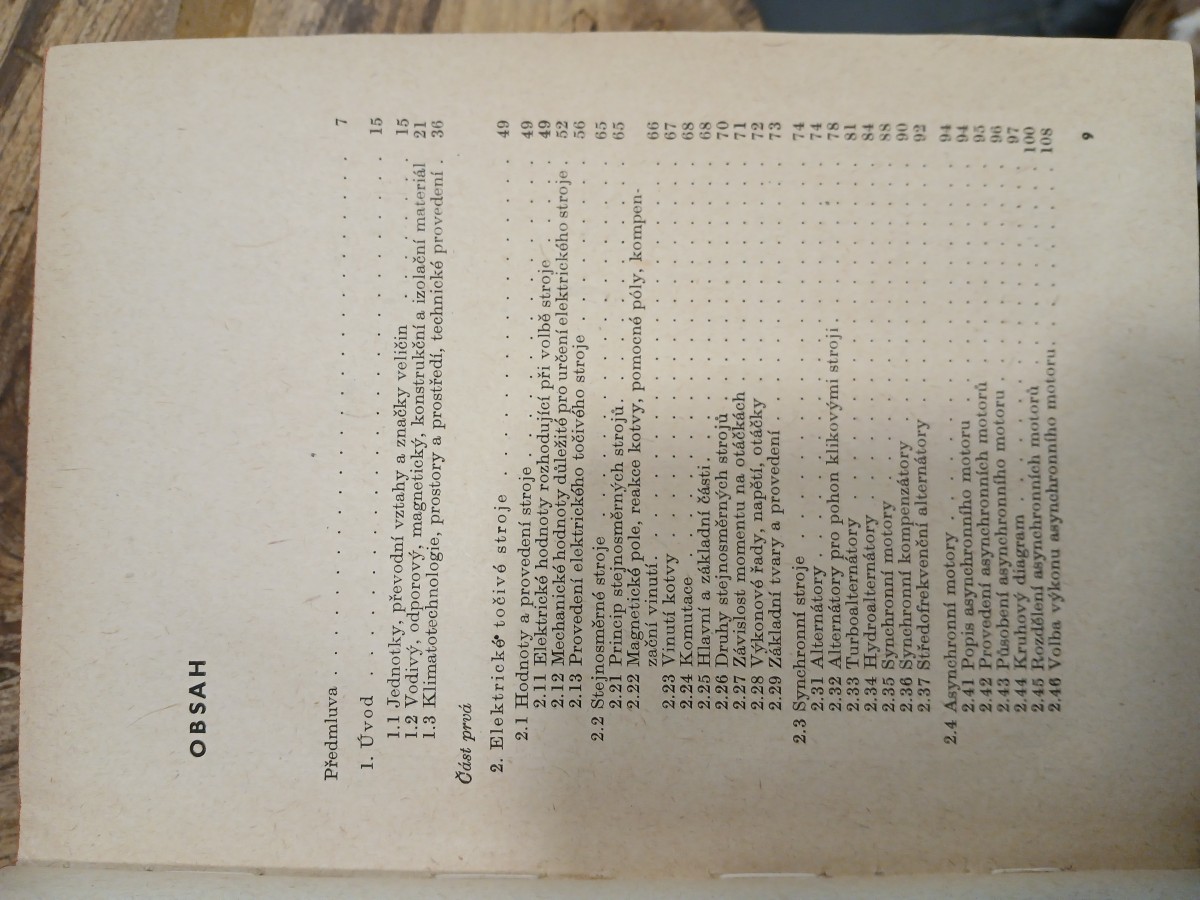 OBSAH
Předmluva . . . . . . . . . . . . . . . . . . 7
1. Úvod . . . . . . . . . . . . . . . . . . 15
1.1 Jednotky, převodní vztahy a značky veličin . . . . . . 15
1.2 Vodivý, odporový, magnetický, konstrukční a izolační materiál 21
1.3 Klimatotechnologie, prostory a prostředí, technické provedení . 36
Část prvá
2. Elektrické točivé stroje . . . . . . . . . . . 49
2.1 Hodnoty a provedení stroje . . . . . . . . . . . 49
2.11 Elektrické hodnoty rozhodující při volbě stroje . . . . 49
2.12 Mechanické hodnoty důležité pro určení elektrického stroje . 52
2.13 Provedení elektrického točivého stroje . . . . . . . 56
2.2 Stejnosměrné stroje . . . . . . . . . . . . . 65
2.21 Princip stejnosměrných strojů . . . . . . . . . . 65
2.22 Magnetické pole, reakce kotvy, pomocné póly, kompen-
zační vinutí . . . . . . . . . . . . . . . 66
2.23 Vinutí kotvy . . . . . . . . . . . . . . . 67
2.24 Komutace . . . . . . . . . . . . . . . . 68
2.25 Hlavní a základní části . . . . . . . . . . . . 68
2.26 Druhy stejnosměrných strojů . . . . . . . . . . 70
2.27 Závislost momentu na otáčkách . . . . . . . . . 71
2.28 Výkonové řady, napětí, otáčky . . . . . . . . . 72
2.29 Základní tvary a provedení . . . . . . . . . . 73
2.3 Synchronní stroje . . . . . . . . . . . . . . 74
2.31 Alternátory . . . . . . . . . . . . . . . 74
2.32 Alternátory pro pohon klikovými stroji . . . . . . . 78
2.33 Turboalternátory . . . . . . . . . . . . . . 81
2.34 Hydroalternátory . . . . . . . . . . . . . . 84
2.35 Synchronní motory . . . . . . . . . . . . . 88
2.36 Synchronní kompenzátory . . . . . . . . . . . 90
2.37 Středofrekvenční alternátory . . . . . . . . . . 92
2.4 Asynchronní motory . . . . . . . . . . . . . . 94
2.41 Popis asynchronního motoru . . . . . . . . . . 94
2.42 Provedení asynchronních motorů . . . . . . . . . 95
2.43 Působení asynchronního motoru . . . . . . . . . 96
2.44 Kruhový diagram . . . . . . . . . . . . . . 97
2.45 Rozdělení asynchronních motorů . . . . . . . . . 100
2.46 Volba výkonu asynchronního motoru . . . . . . . . 108
9